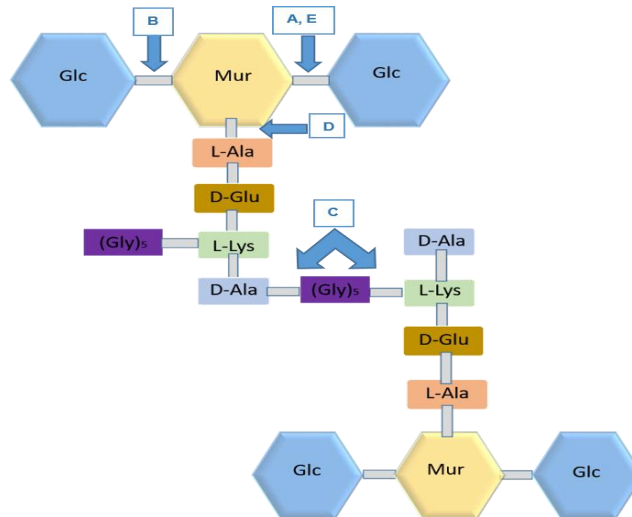 B
A, E
Glc
Mur
Glc
D
L-Ala
D-Glu
C
(Gly)₅
L-Lys
D-Ala
D-Ala
(Gly)₅
L-Lys
D-Glu
L-Ala
Glc
Mur
Glc